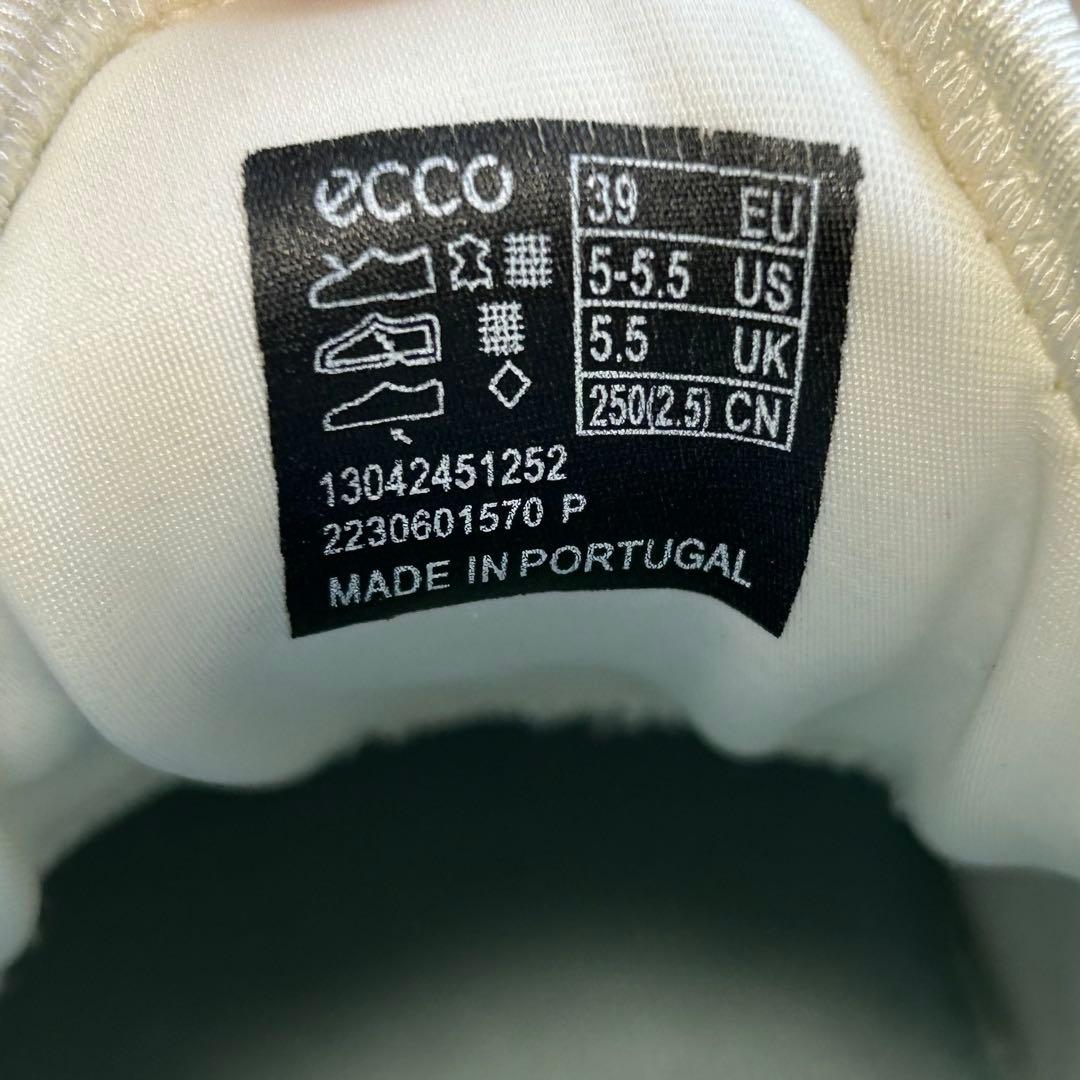 ecco
39 EU
5-5.5 US
5.5 UK
250(2.5) CN
13042451252
2230601570 P
MADE IN PORTUGAL